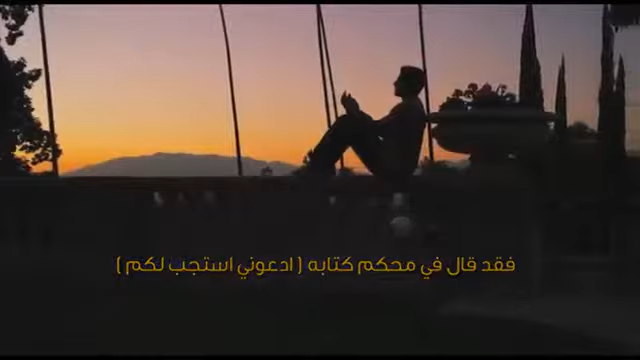 فقد قال في محكم كتابه ( ادعوني استجب لكم )